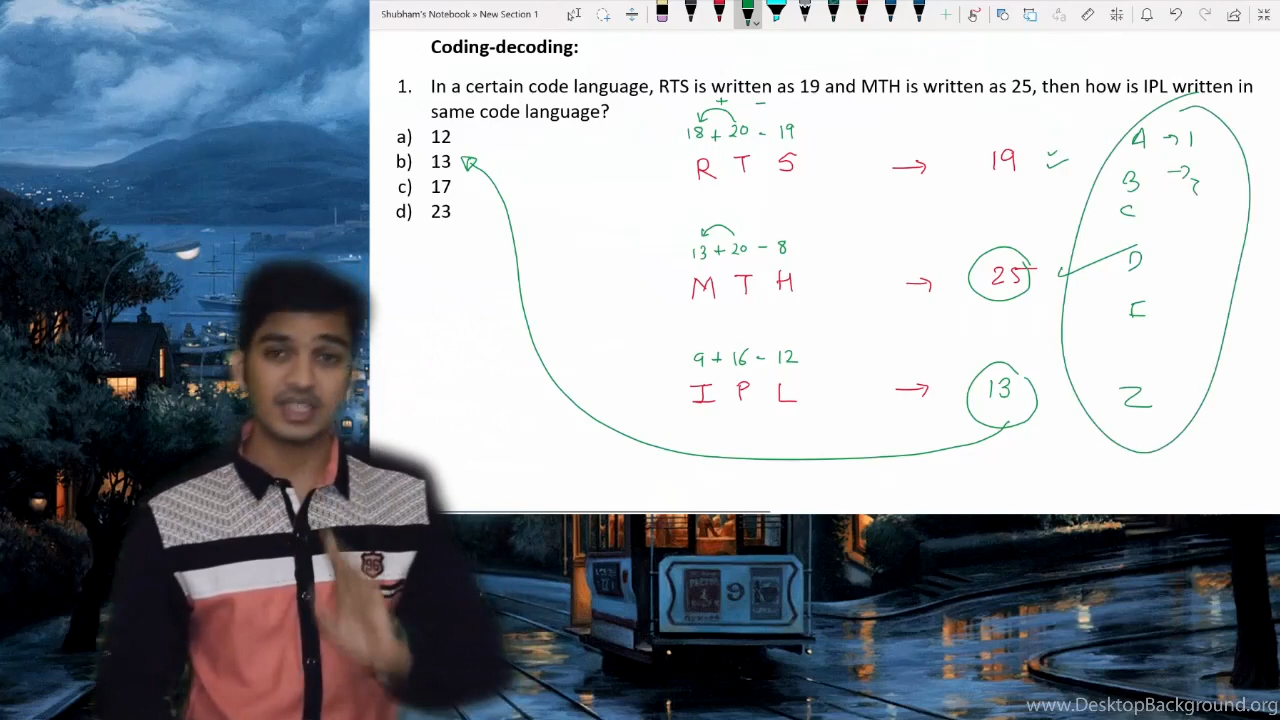 Shubham's Notebook » New Section 1
Coding-decoding:
1. In a certain code language, RTS is written as 19 and MTH is written as 25, then how is IPL written in
same code language?
a) 12
b) 13
c) 17
d) 23
+ -
18 + 20 - 19
R T S → 19
13 + 20 - 8
M T H → 25
9 + 16 - 12
I P L → 13
A → 1
B → 2
C
D
E
Z
9
www.DesktopBackground.org